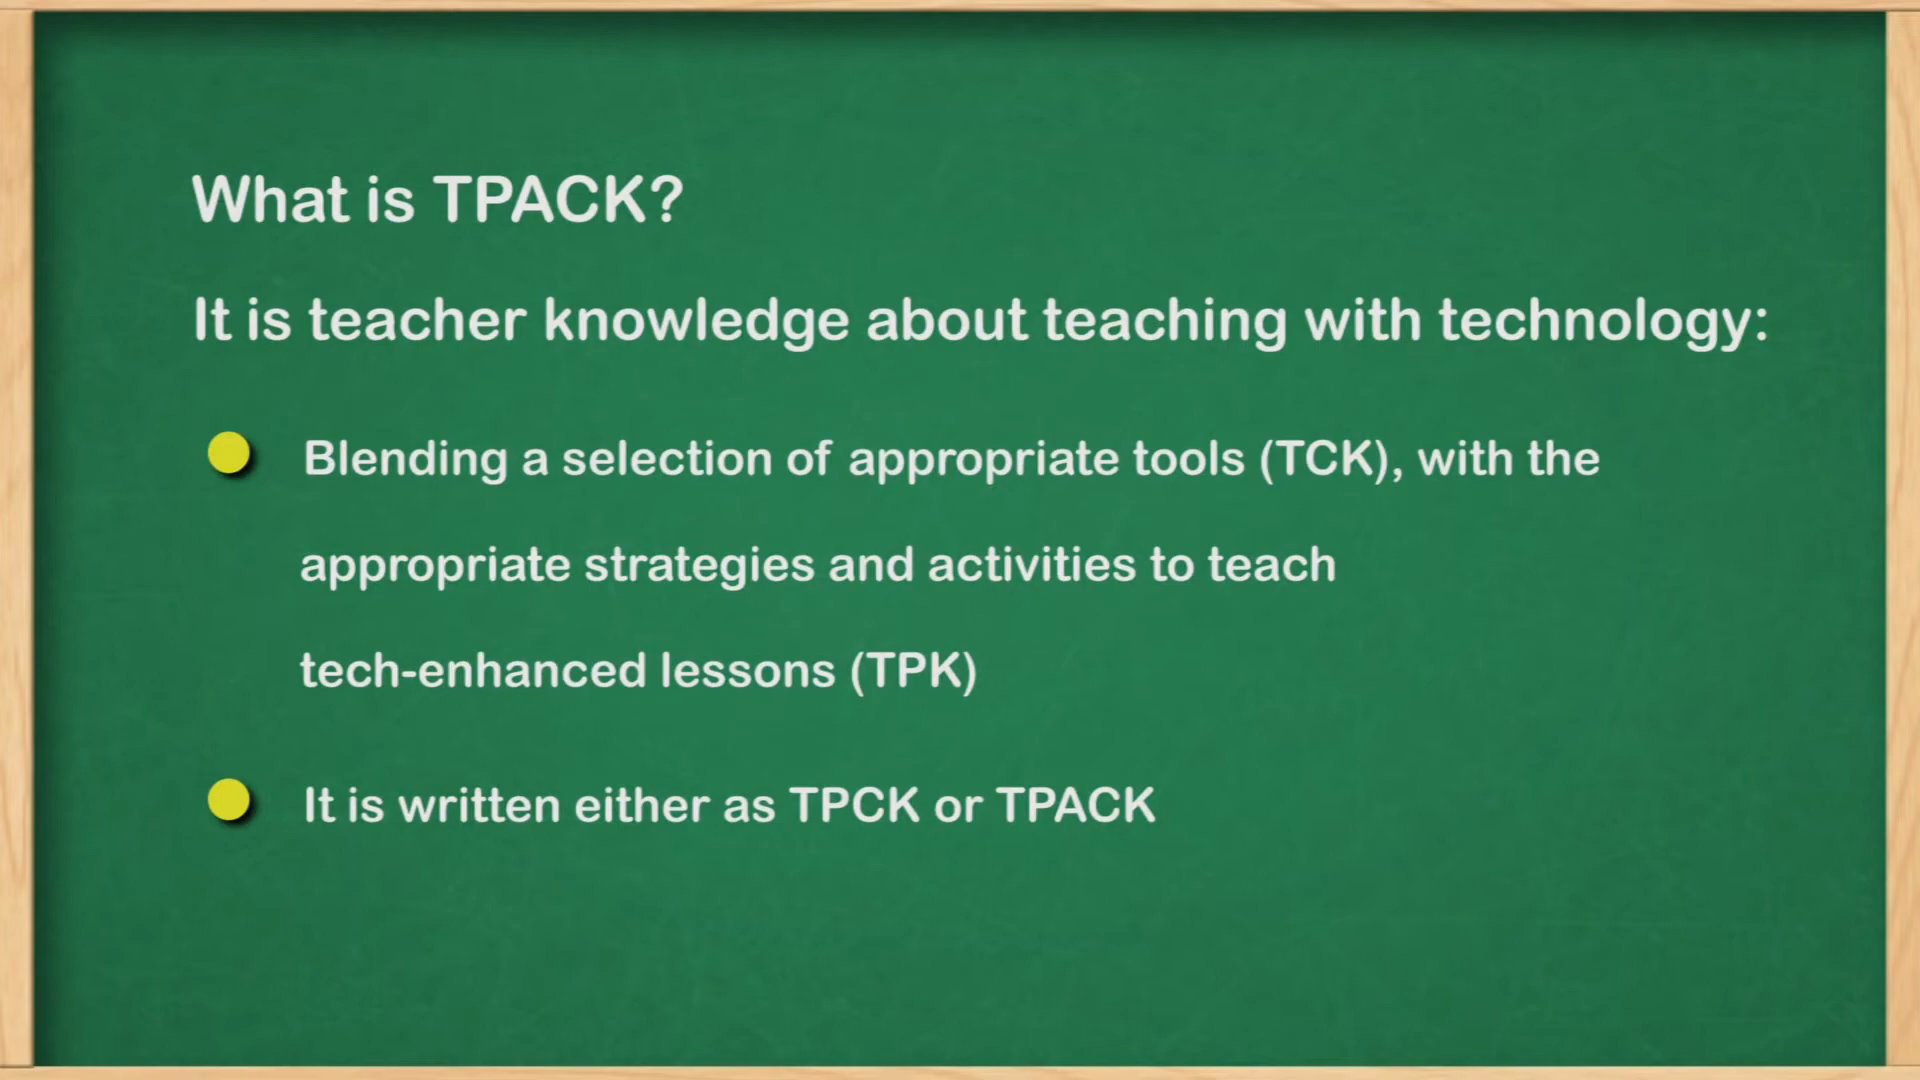 What is TPACK?
It is teacher knowledge about teaching with technology:
Blending a selection of appropriate tools (TCK), with the
appropriate strategies and activities to teach
tech-enhanced lessons (TPK)
It is written either as TPCK or TPACK